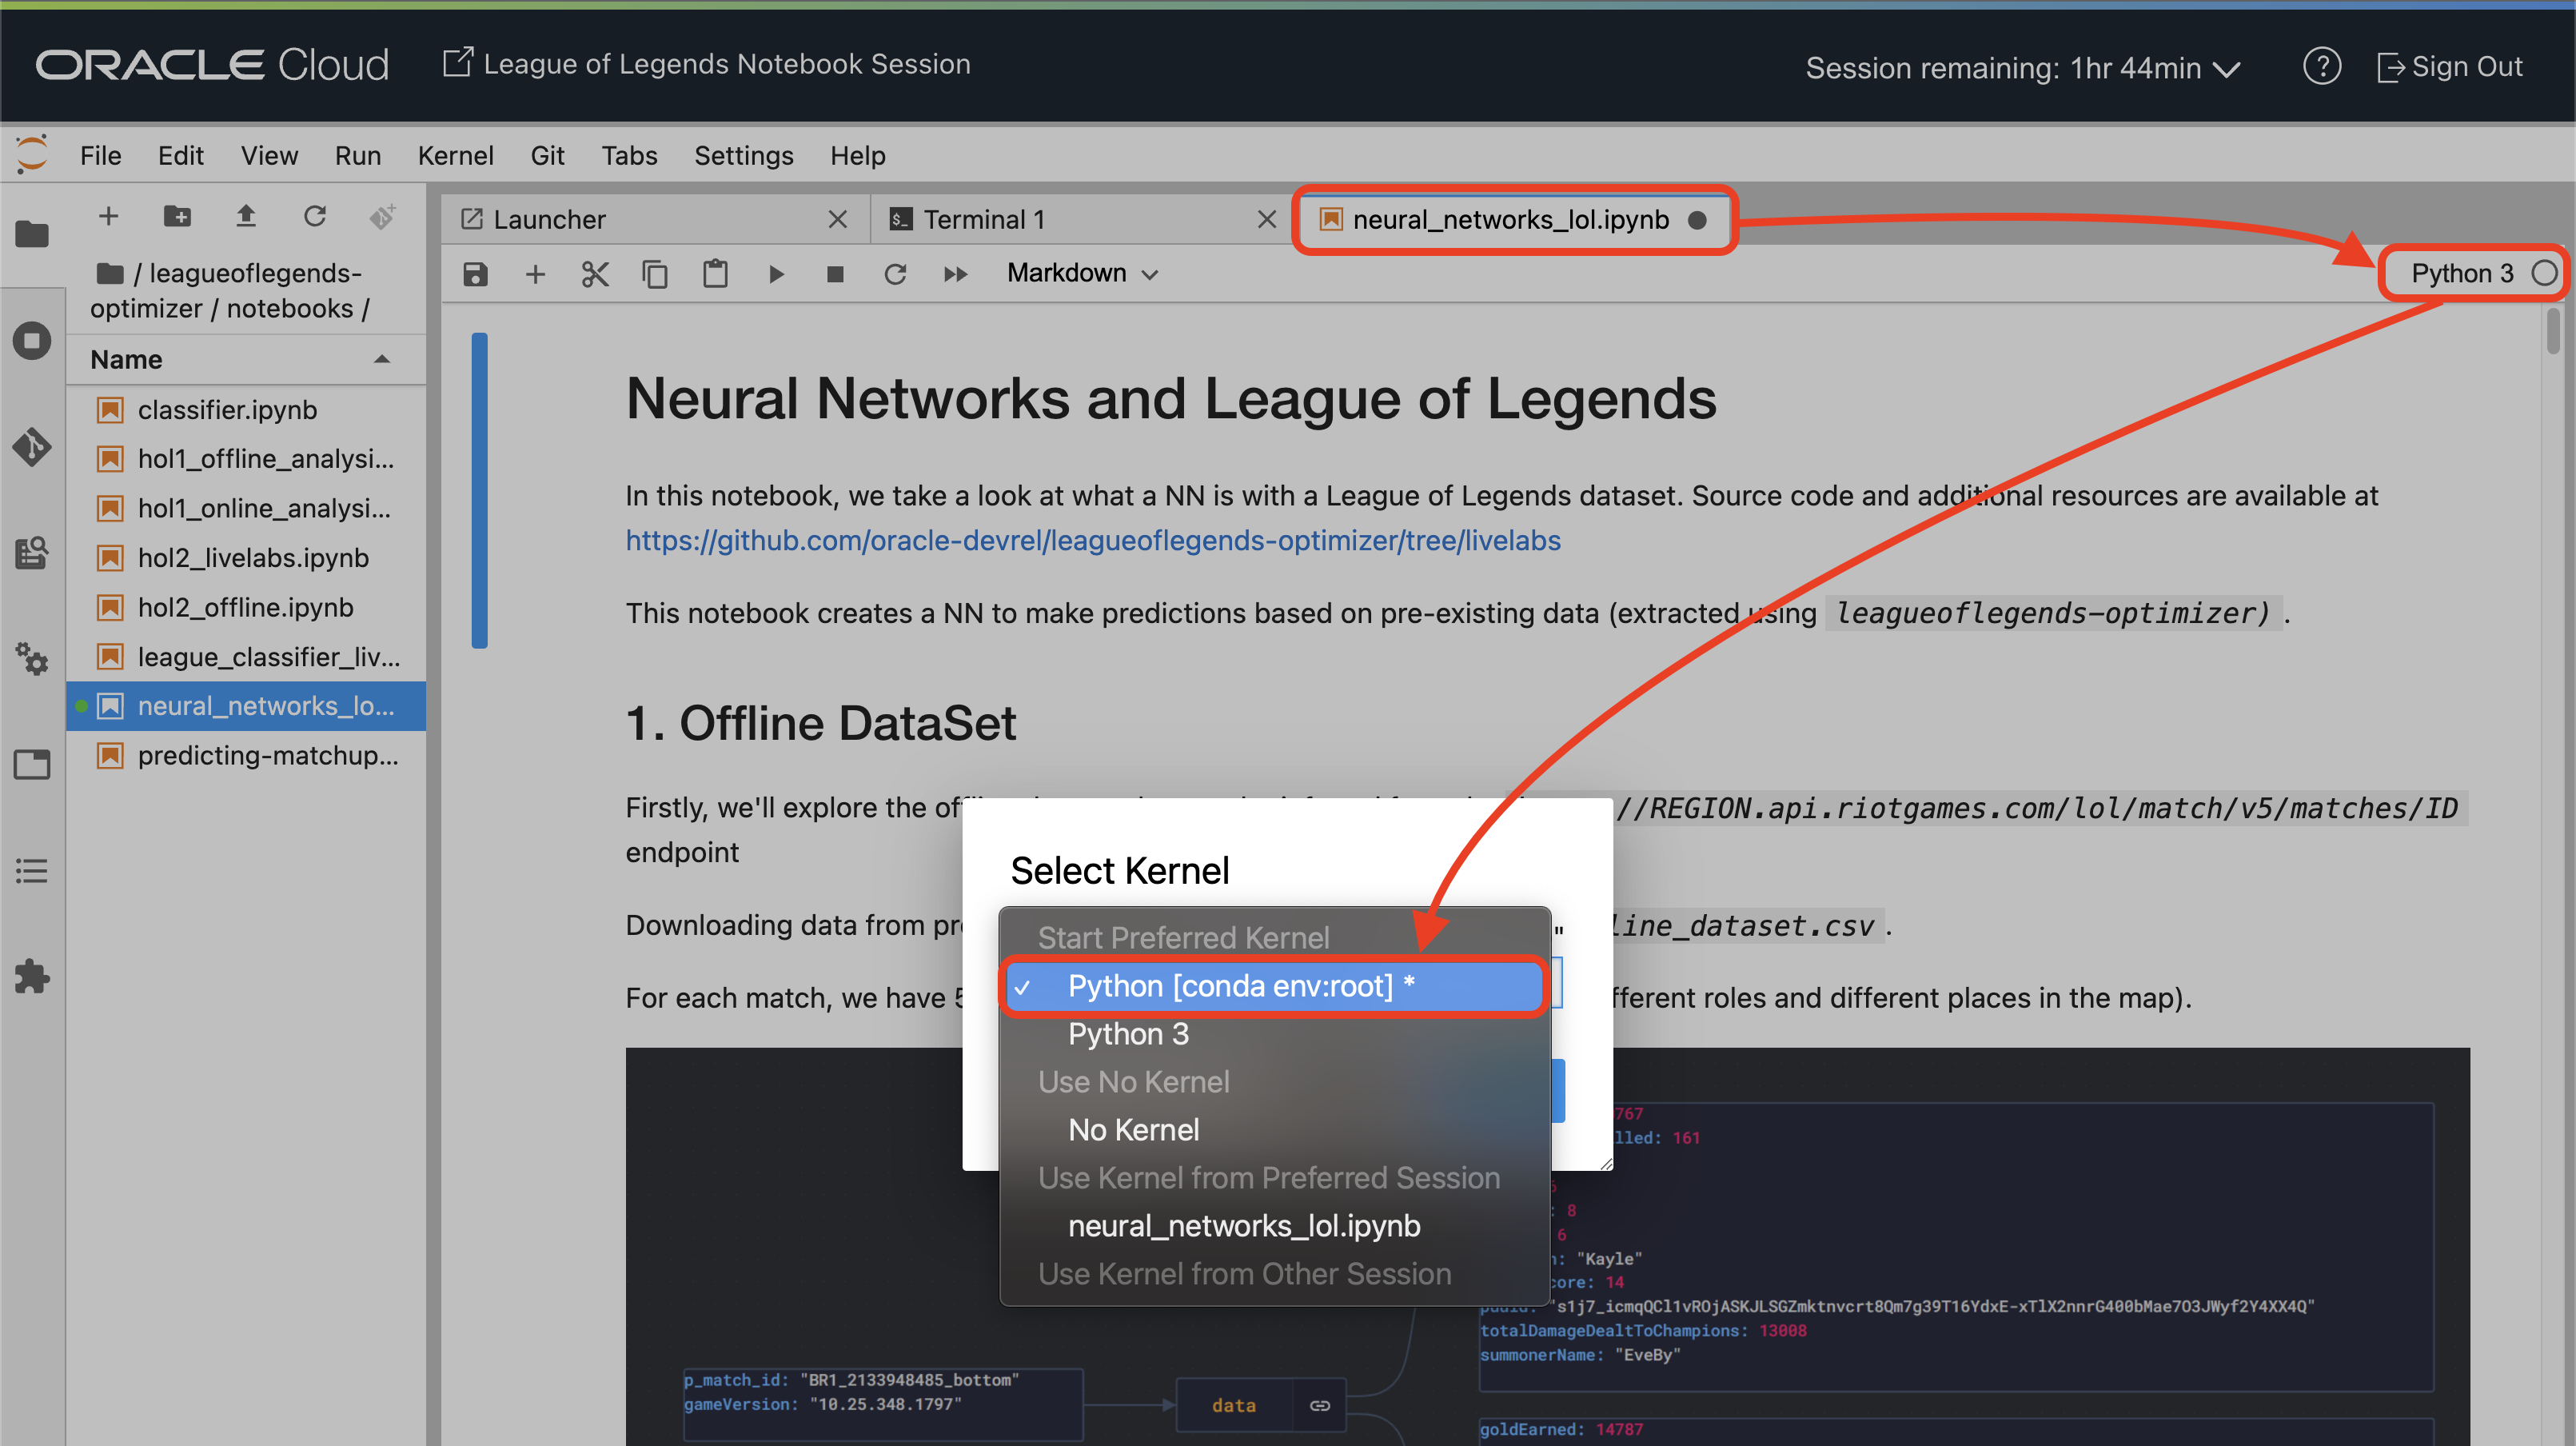 ORACLE Cloud
League of Legends Notebook Session
Session remaining: 1hr 44min
?
Sign Out
File Edit View Run Kernel Git Tabs Settings Help
Launcher
Terminal 1
neural_networks_lol.ipynb
/ leagueoflegends-
optimizer / notebooks /
Markdown
Python 3
Name
classifier.ipynb
hol1_offline_analysi...
hol1_online_analysi...
hol2_livelabs.ipynb
hol2_offline.ipynb
league_classifier_liv...
neural_networks_lo...
predicting-matchup...
Neural Networks and League of Legends
In this notebook, we take a look at what a NN is with a League of Legends dataset. Source code and additional resources are available at
https://github.com/oracle-devrel/leagueoflegends-optimizer/tree/livelabs
This notebook creates a NN to make predictions based on pre-existing data (extracted using leagueoflegends-optimizer).
1. Offline DataSet
Firstly, we'll explore the //REGION.api.riotgames.com/lol/match/v5/matches/ID
endpoint
Downloading data from line_dataset.csv.
For each match, we have 5 fferent roles and different places in the map).
Select Kernel
Start Preferred Kernel
Python [conda env:root] *
Python 3
Use No Kernel
No Kernel
Use Kernel from Preferred Session
neural_networks_lol.ipynb
Use Kernel from Other Session
767
lled: 161
6
: 8
6
: "Kayle"
core: 14
puuid: "s1j7_icmqQCl1vROjASKJLSGZmktnvcrt8Qm7g39T16YdxE-xTlX2nnrG400bMae7O3JWyf2Y4XX4Q"
totalDamageDealtToChampions: 13008
summonerName: "EveBy"
p_match_id: "BR1_2133948485_bottom"
gameVersion: "10.25.348.1797"
data
goldEarned: 14787